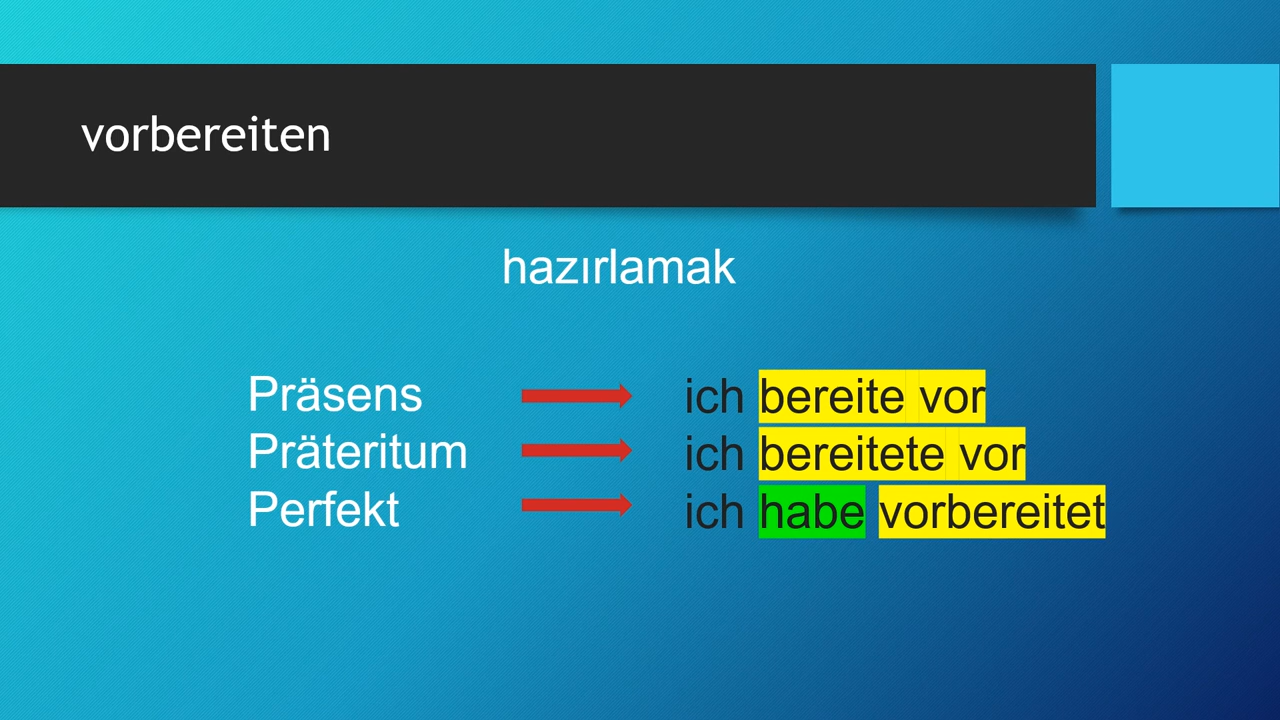 vorbereiten
hazırlamak
Präsens ich bereite vor
Präteritum ich bereitete vor
Perfekt ich habe vorbereitet